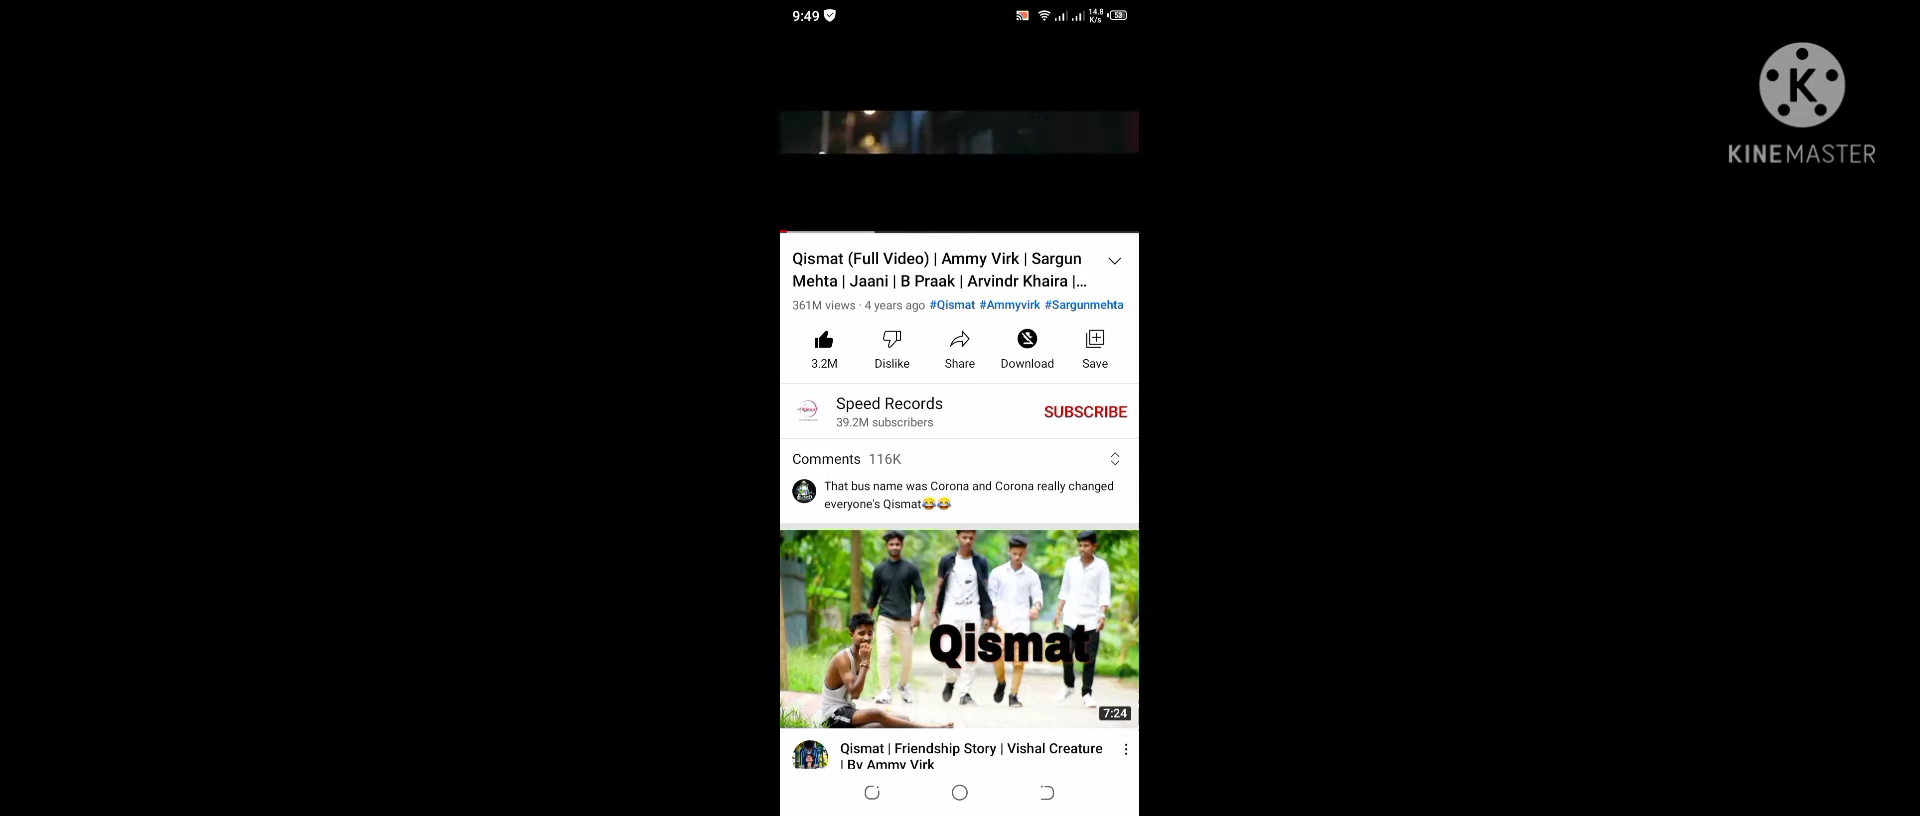 9:49
14.8
K/s
53
K
KINEMASTER
Qismat (Full Video) | Ammy Virk | Sargun
Mehta | Jaani | B Praak | Arvindr Khaira |...
361M views · 4 years ago #Qismat #Ammyvirk #Sargunmehta
3.2M Dislike Share Download Save
Speed Records
SUBSCRIBE
39.2M subscribers
Comments 116K
That bus name was Corona and Corona really changed
everyone's Qismat😂😂
Qismat
7:24
Qismat | Friendship Story | Vishal Creature
| By Ammy Virk